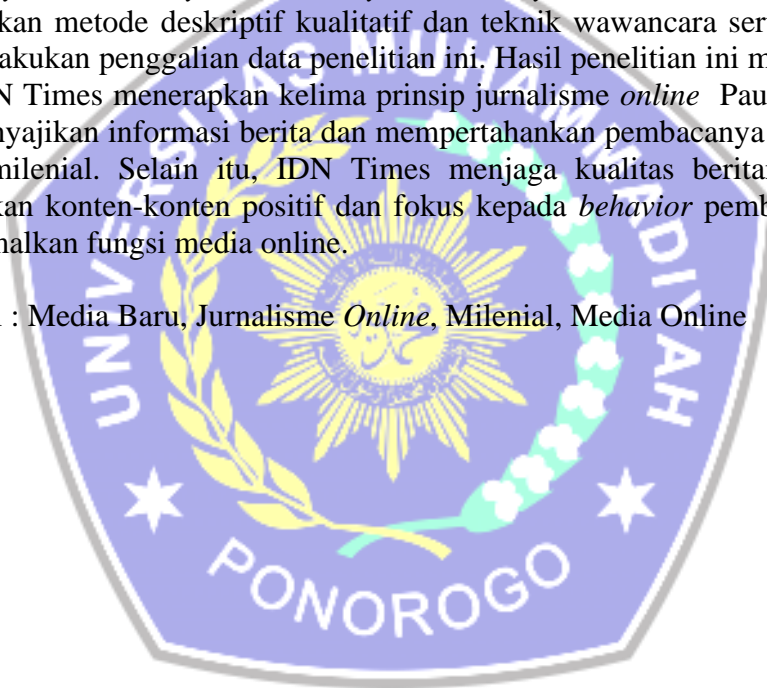 kan metode deskriptif kualitatif dan teknik wawancara ser
akukan penggalian data penelitian ini. Hasil penelitian ini m
N Times menerapkan kelima prinsip jurnalisme online Pau
nyajikan informasi berita dan mempertahankan pembacanya
milenial. Selain itu, IDN Times menjaga kualitas berita
kan konten-konten positif dan fokus kepada behavior pemb
nalkan fungsi media online.
: Media Baru, Jurnalisme Online, Milenial, Media Online
UNIVERSITAS MUHAMMADIYAH
PONOROGO